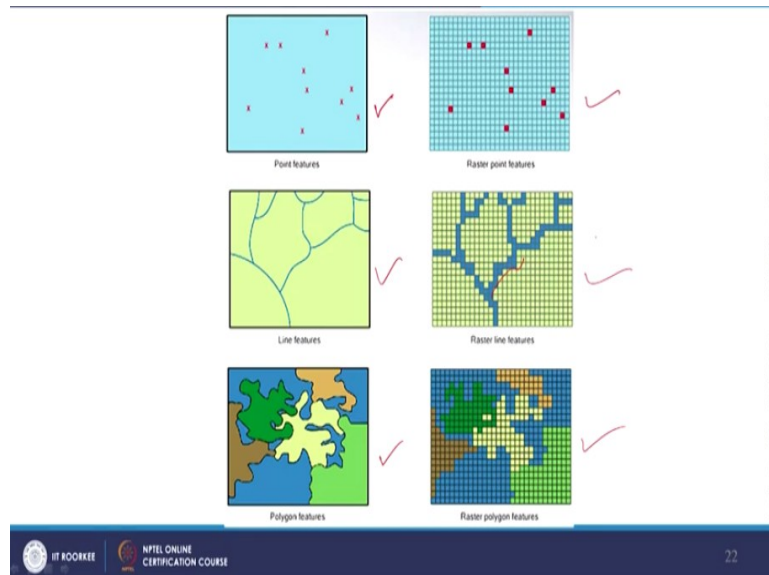 Point features
Raster point features
Line features
Raster line features
Polygon features
Raster polygon features
IIT ROORKEE
NPTEL ONLINE
CERTIFICATION COURSE
22